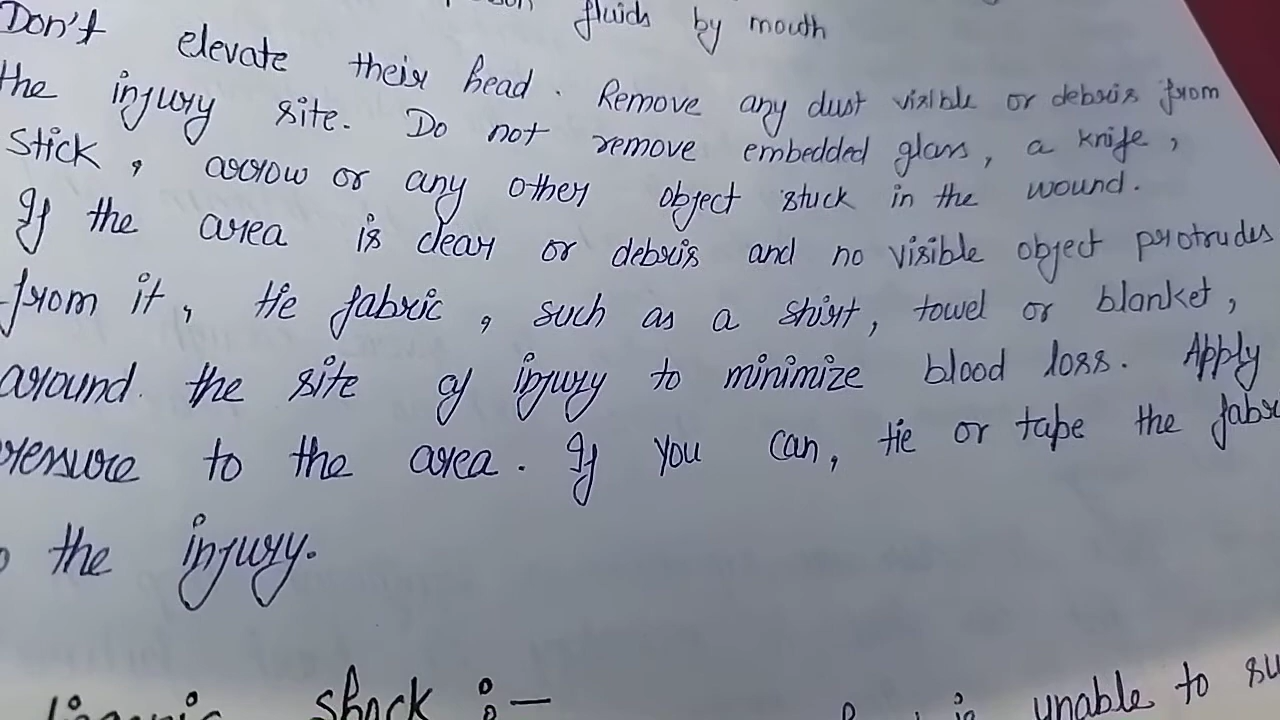 fluids by mouth
Don't elevate their head. Remove any dust visible or debris from
the injury site. Do not remove embedded glass, a knife,
stick, arrow or any other object stuck in the wound.
If the area is clear or debris and no visible object protrudes
from it, tie fabric, such as a shirt, towel or blanket,
around the site of injury to minimize blood loss. Apply
to the area. If you can, tie or tape the
the injury.
shock :-
is unable to